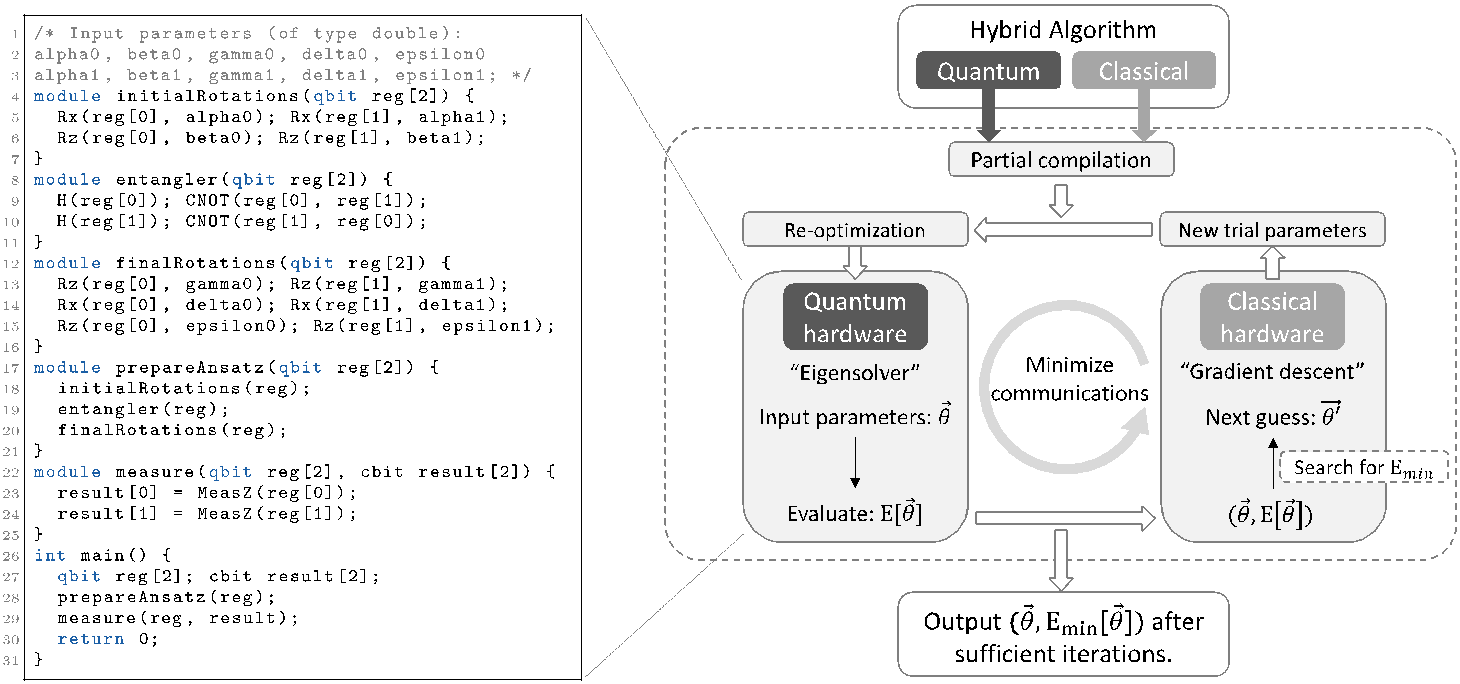 1 /* Input parameters (of type double):
2 alpha0, beta0, gamma0, delta0, epsilon0
3 alpha1, beta1, gamma1, delta1, epsilon1; */
4 module initialRotations(qbit reg[2]) {
5   Rx(reg[0], alpha0); Rx(reg[1], alpha1);
6   Rz(reg[0], beta0); Rz(reg[1], beta1);
7 }
8 module entangler(qbit reg[2]) {
9   H(reg[0]); CNOT(reg[0], reg[1]);
10   H(reg[1]); CNOT(reg[1], reg[0]);
11 }
12 module finalRotations(qbit reg[2]) {
13   Rz(reg[0], gamma0); Rz(reg[1], gamma1);
14   Rx(reg[0], delta0); Rx(reg[1], delta1);
15   Rz(reg[0], epsilon0); Rz(reg[1], epsilon1);
16 }
17 module prepareAnsatz(qbit reg[2]) {
18   initialRotations(reg);
19   entangler(reg);
20   finalRotations(reg);
21 }
22 module measure(qbit reg[2], cbit result[2]) {
23   result[0] = MeasZ(reg[0]);
24   result[1] = MeasZ(reg[1]);
25 }
26 int main() {
27   qbit reg[2]; cbit result[2];
28   prepareAnsatz(reg);
29   measure(reg, result);
30   return 0;
31 }
Hybrid Algorithm
Quantum
Classical
Partial compilation
Re-optimization
New trial parameters
Quantum
hardware
"Eigensolver"
Input parameters: θ⃗
Evaluate: E[θ⃗]
Minimize
communications
Classical
hardware
"Gradient descent"
Next guess: θ⃗′
Search for E_min
(θ⃗, E[θ⃗])
Output (θ⃗, E_min[θ⃗]) after
sufficient iterations.